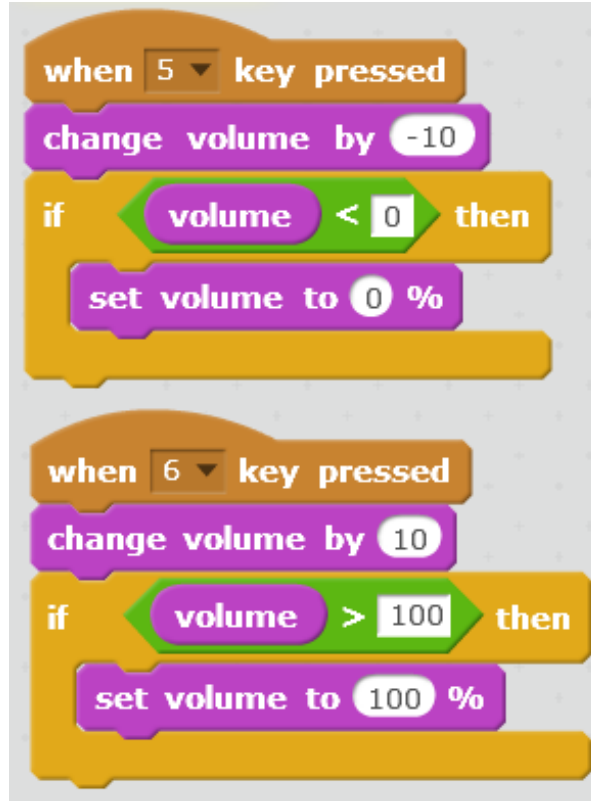 when 5 key pressed
change volume by -10
if volume < 0 then
set volume to 0 %
when 6 key pressed
change volume by 10
if volume > 100 then
set volume to 100 %